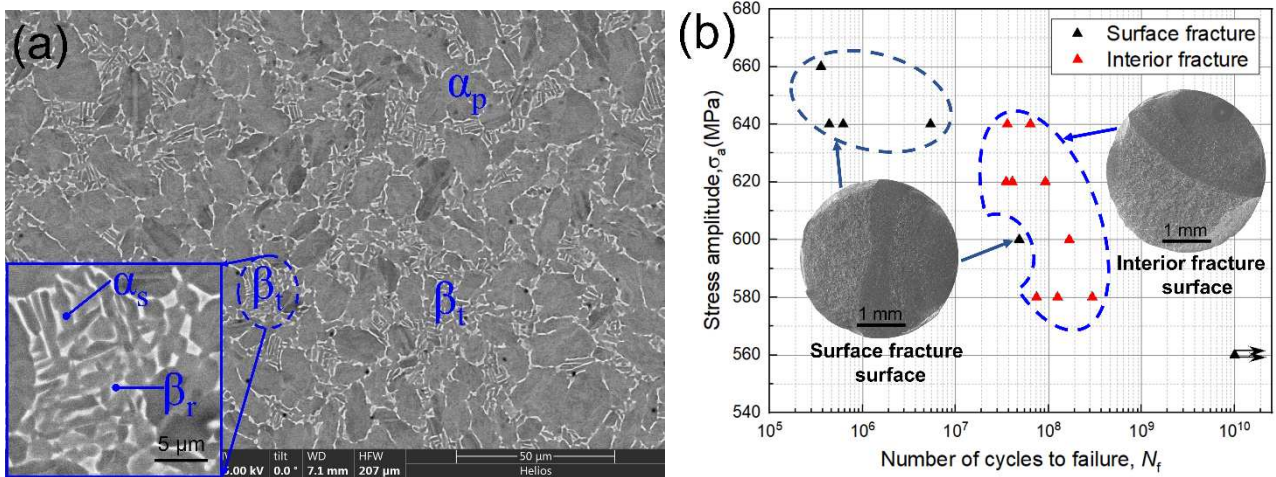 (a)
αp
βt
βt
αs
βr
5 μm
tilt WD HFW 50 μm
.00 kV 0.0 ° 7.1 mm 207 μm Helios
(b)
680
660
640
620
600
580
560
540
Stress amplitude,σa(MPa)
Surface fracture
Interior fracture
1 mm
Interior fracture
surface
1 mm
Surface fracture
surface
10^5 10^6 10^7 10^8 10^9 10^10
Number of cycles to failure, Nf